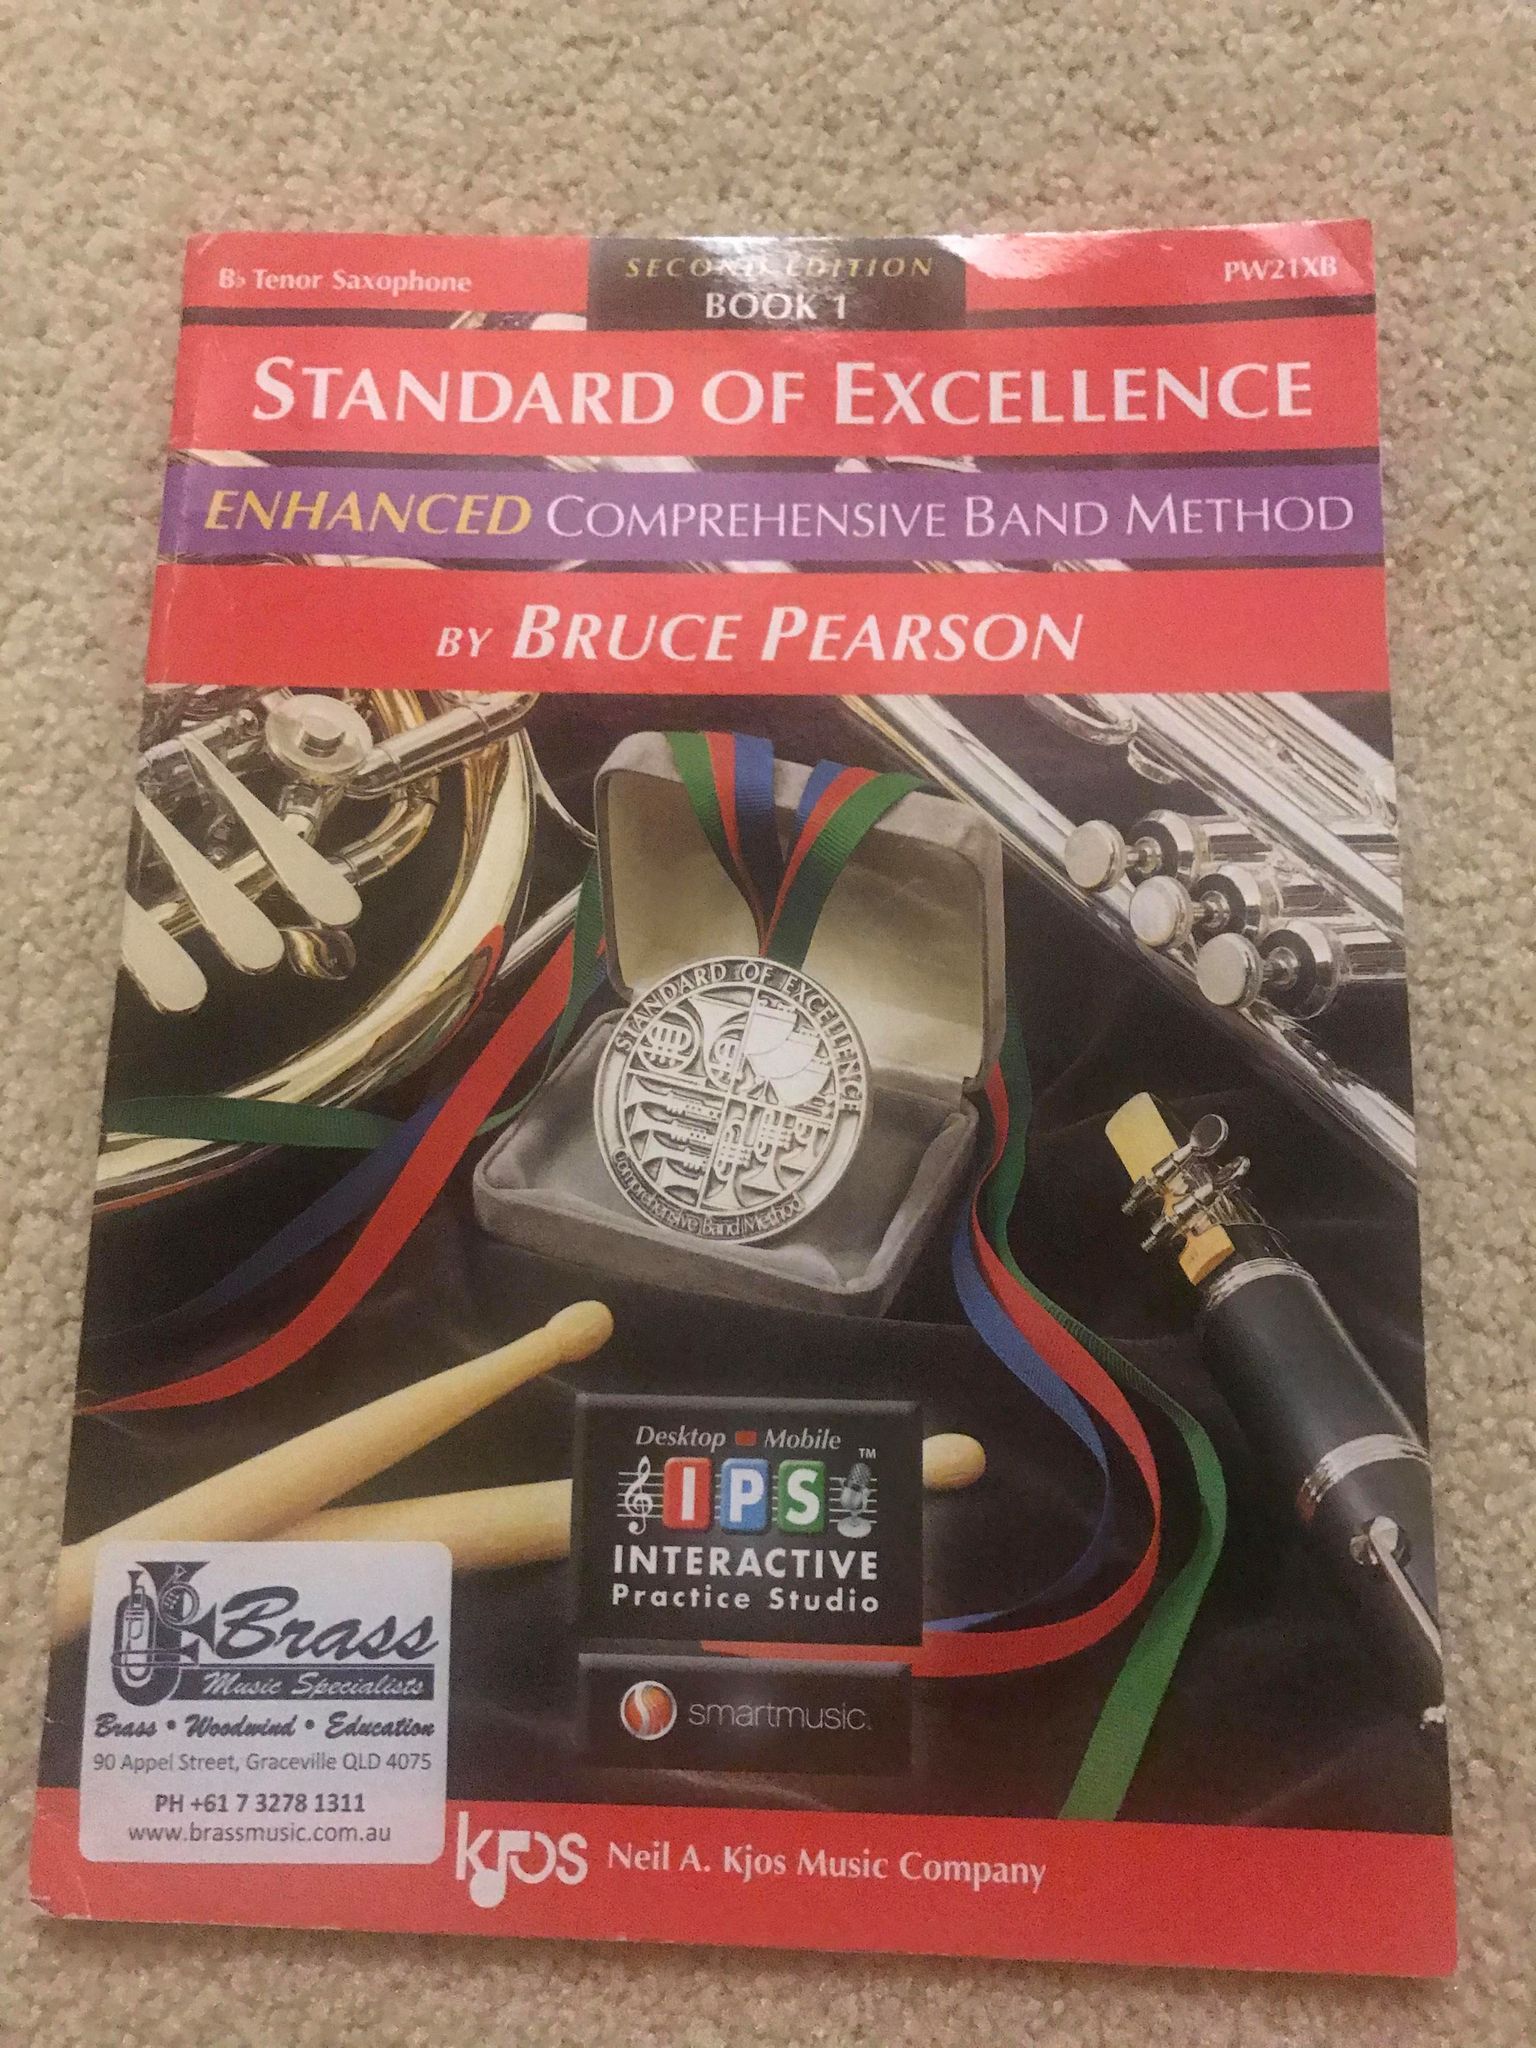 B♭ Tenor Saxophone
SECOND EDITION
BOOK 1
PW21XB
STANDARD OF EXCELLENCE
ENHANCED COMPREHENSIVE BAND METHOD
BY BRUCE PEARSON
STANDARD OF EXCELLENCE
Comprehensive Band Method
Desktop Mobile
IPS™
INTERACTIVE
Practice Studio
smartmusic.
Brass
Music Specialists
Brass • Woodwind • Education
90 Appel Street, Graceville QLD 4075
PH +61 7 3278 1311
www.brassmusic.com.au
kjos Neil A. Kjos Music Company